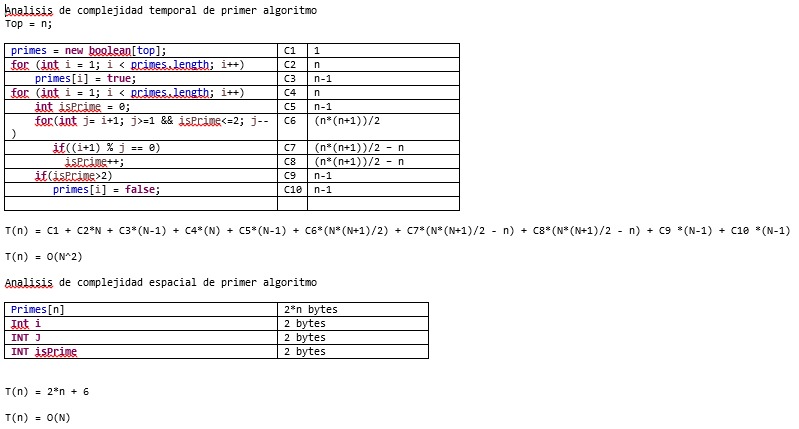 Analisis de complejidad temporal de primer algoritmo
Top = n;
primes = new boolean[top]; C1 1
for (int i = 1; i < primes.length; i++) C2 n
primes[i] = true; C3 n-1
for (int i = 1; i < primes.length; i++) C4 n
int isPrime = 0; C5 n-1
for(int j= i+1; j>=1 && isPrime<=2; j-- C6 (n*(n+1))/2
)
if((i+1) % j == 0) C7 (n*(n+1))/2 – n
isPrime++; C8 (n*(n+1))/2 – n
if(isPrime>2) C9 n-1
primes[i] = false; C10 n-1
T(n) = C1 + C2*N + C3*(N-1) + C4*(N) + C5*(N-1) + C6*(N*(N+1)/2) + C7*(N*(N+1)/2 - n) + C8*(N*(N+1)/2 - n) + C9 *(N-1) + C10 *(N-1)
T(n) = O(N^2)
Analisis de complejidad espacial de primer algoritmo
Primes[n] 2*n bytes
Int i 2 bytes
INT J 2 bytes
INT isPrime 2 bytes
T(n) = 2*n + 6
T(n) = O(N)